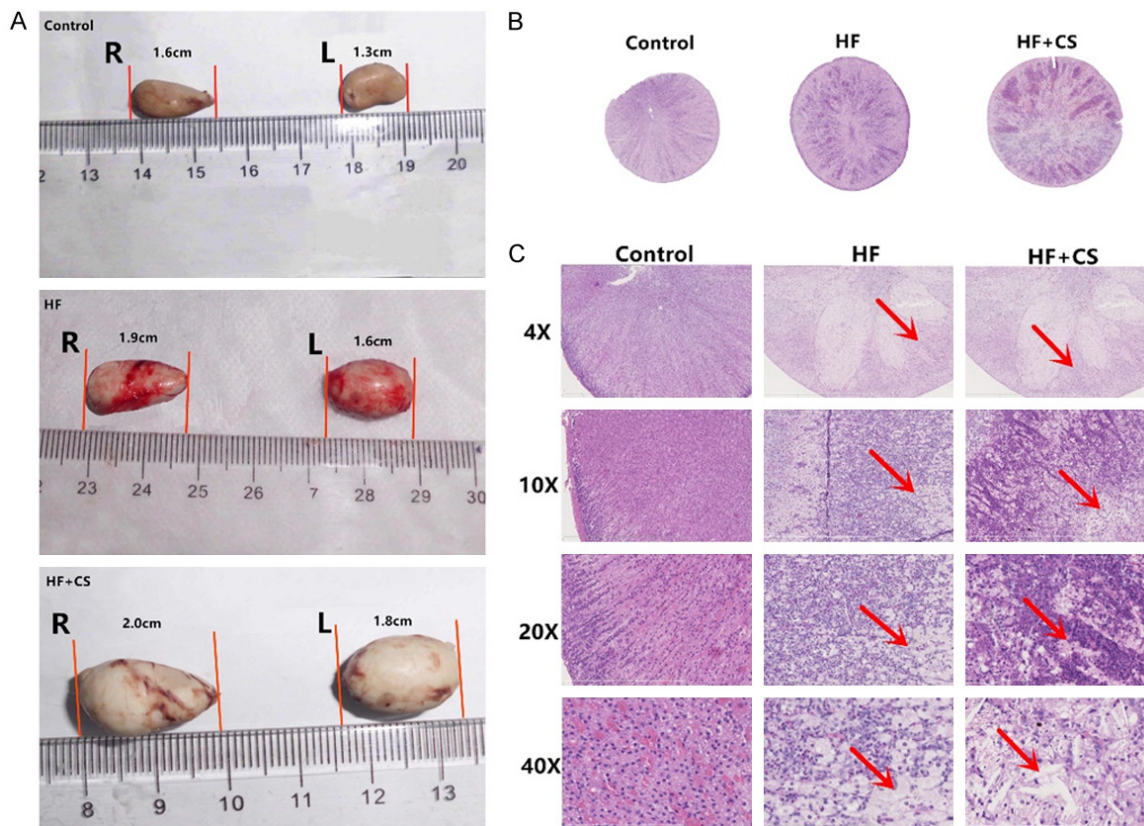 A
Control
R
1.6cm
L
1.3cm
2 13 14 15 16 17 18 19 20
HF
R
1.9cm
L
1.6cm
23 24 25 26 7 28 29 30
HF+CS
R
2.0cm
L
1.8cm
8 9 10 11 12 13
B
Control HF HF+CS
C
Control HF HF+CS
4X
10X
20X
40X